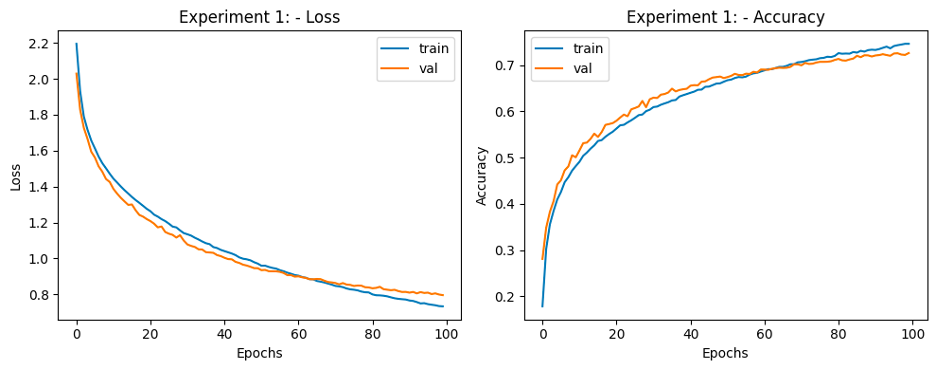 Experiment 1: - Loss
2.2
2.0
1.8
1.6
1.4
1.2
1.0
0.8
Loss
train
val
0 20 40 60 80 100
Epochs
Experiment 1: - Accuracy
0.7
0.6
0.5
0.4
0.3
0.2
Accuracy
train
val
0 20 40 60 80 100
Epochs